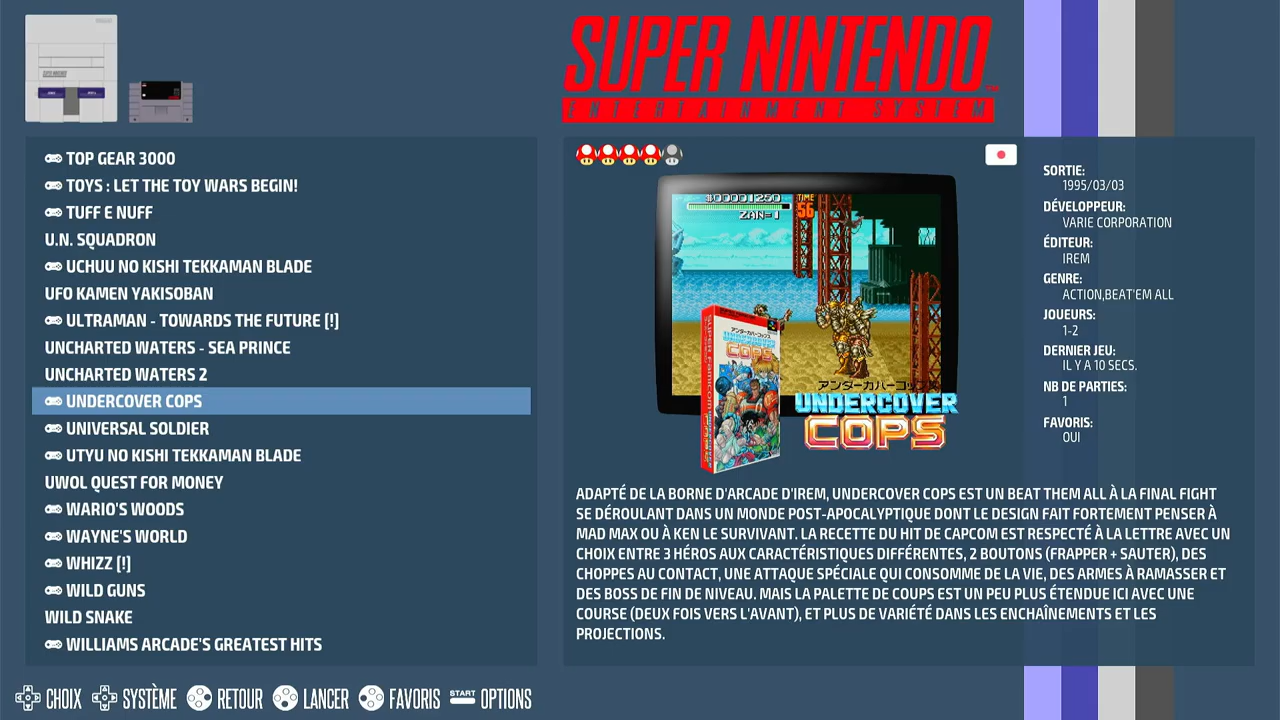 SUPER NINTENDO
ENTERTAINMENT SYSTEM
TOP GEAR 3000
TOYS : LET THE TOY WARS BEGIN!
TUFF E NUFF
U.N. SQUADRON
UCHUU NO KISHI TEKKAMAN BLADE
UFO KAMEN YAKISOBAN
ULTRAMAN - TOWARDS THE FUTURE [!]
UNCHARTED WATERS - SEA PRINCE
UNCHARTED WATERS 2
UNDERCOVER COPS
UNIVERSAL SOLDIER
UTYU NO KISHI TEKKAMAN BLADE
UWOL QUEST FOR MONEY
WARIO'S WOODS
WAYNE'S WORLD
WHIZZ [!]
WILD GUNS
WILD SNAKE
WILLIAMS ARCADE'S GREATEST HITS
TIME
56
ZAN=1
アンダーカバーコップス
UNDERCOVER
COPS
SORTIE:
1995/03/03
DÉVELOPPEUR:
VARIE CORPORATION
ÉDITEUR:
IREM
GENRE:
ACTION,BEAT'EM ALL
JOUEURS:
1-2
DERNIER JEU:
IL Y A 10 SECS.
NB DE PARTIES:
1
FAVORIS:
OUI
ADAPTÉ DE LA BORNE D'ARCADE D'IREM, UNDERCOVER COPS EST UN BEAT THEM ALL À LA FINAL FIGHT
SE DÉROULANT DANS UN MONDE POST-APOCALYPTIQUE DONT LE DESIGN FAIT FORTEMENT PENSER À
MAD MAX OU À KEN LE SURVIVANT. LA RECETTE DU HIT DE CAPCOM EST RESPECTÉ À LA LETTRE AVEC UN
CHOIX ENTRE 3 HÉROS AUX CARACTÉRISTIQUES DIFFÉRENTES, 2 BOUTONS (FRAPPER + SAUTER), DES
CHOPPES AU CONTACT, UNE ATTAQUE SPÉCIALE QUI CONSOMME DE LA VIE, DES ARMES À RAMASSER ET
DES BOSS DE FIN DE NIVEAU. MAIS LA PALETTE DE COUPS EST UN PEU PLUS ÉTENDUE ICI AVEC UNE
COURSE (DEUX FOIS VERS L'AVANT), ET PLUS DE VARIÉTÉ DANS LES ENCHAÎNEMENTS ET LES
PROJECTIONS.
CHOIX SYSTÈME RETOUR LANCER FAVORIS START OPTIONS